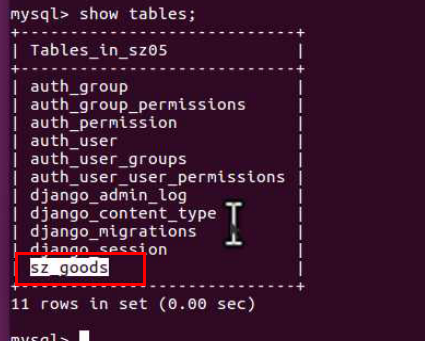 mysql> show tables;
+----------------------------+
| Tables_in_sz05 |
+----------------------------+
| auth_group |
| auth_group_permissions |
| auth_permission |
| auth_user |
| auth_user_groups |
| auth_user_user_permissions |
| django_admin_log |
| django_content_type |
| django_migrations |
| django_session |
| sz_goods |
+----------------------------+
11 rows in set (0.00 sec)
mysql>